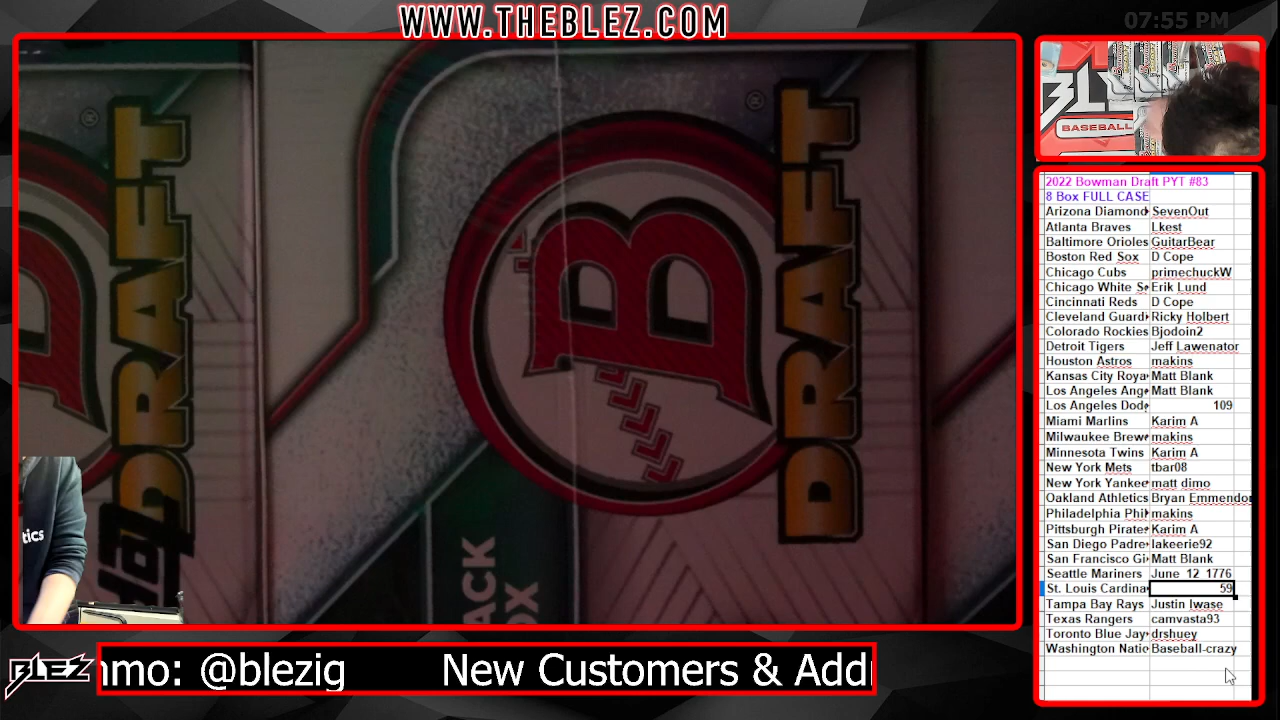 WWW.THEBLEZ.COM
07:55 PM
DRAFT
B
DRAFT
tics
BASEBALL
2022 Bowman Draft PYT #83
8 Box FULL CASE
Arizona Diamond SevenOut
Atlanta Braves Lkest
Baltimore Orioles GuitarBear
Boston Red Sox D Cope
Chicago Cubs primechuckW
Chicago White S Erik Lund
Cincinnati Reds D Cope
Cleveland Guard Ricky Holbert
Colorado Rockies Bjodoin2
Detroit Tigers Jeff Lawenator
Houston Astros makins
Kansas City Roya Matt Blank
Los Angeles Ang Matt Blank
Los Angeles Dod 109
Miami Marlins Karim A
Milwaukee Brew makins
Minnesota Twins Karim A
New York Mets tbar08
New York Yankee matt dimo
Oakland Athletics Bryan Emmendor
Philadelphia Phil makins
Pittsburgh Pirate Karim A
San Diego Padre lakeerie92
San Francisco Gi Matt Blank
Seattle Mariners June 12 1776
St. Louis Cardina 59
Tampa Bay Rays Justin Iwase
Texas Rangers camvasta93
Toronto Blue Jay drshuey
Washington Natio Baseball-crazy
BLEZ
nmo: @blezig New Customers & Add